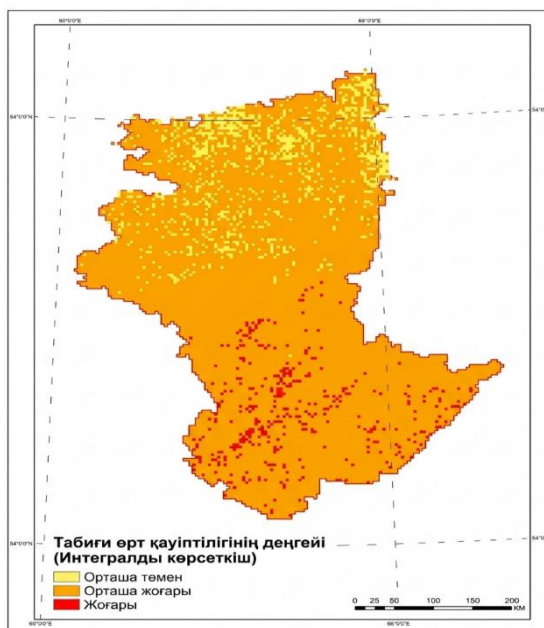 60°0'0"E 66°0'0"E
54°0'0"N 54°0'0"N
Табиғи өрт қауіптілігінің деңгейі
(Интегралды көрсеткіш)
Орташа төмен
Орташа жоғары
Жоғары
0 25 50 100 150 200
КМ
54°0'0"N 54°0'0"N
60°0'0"E 66°0'0"E